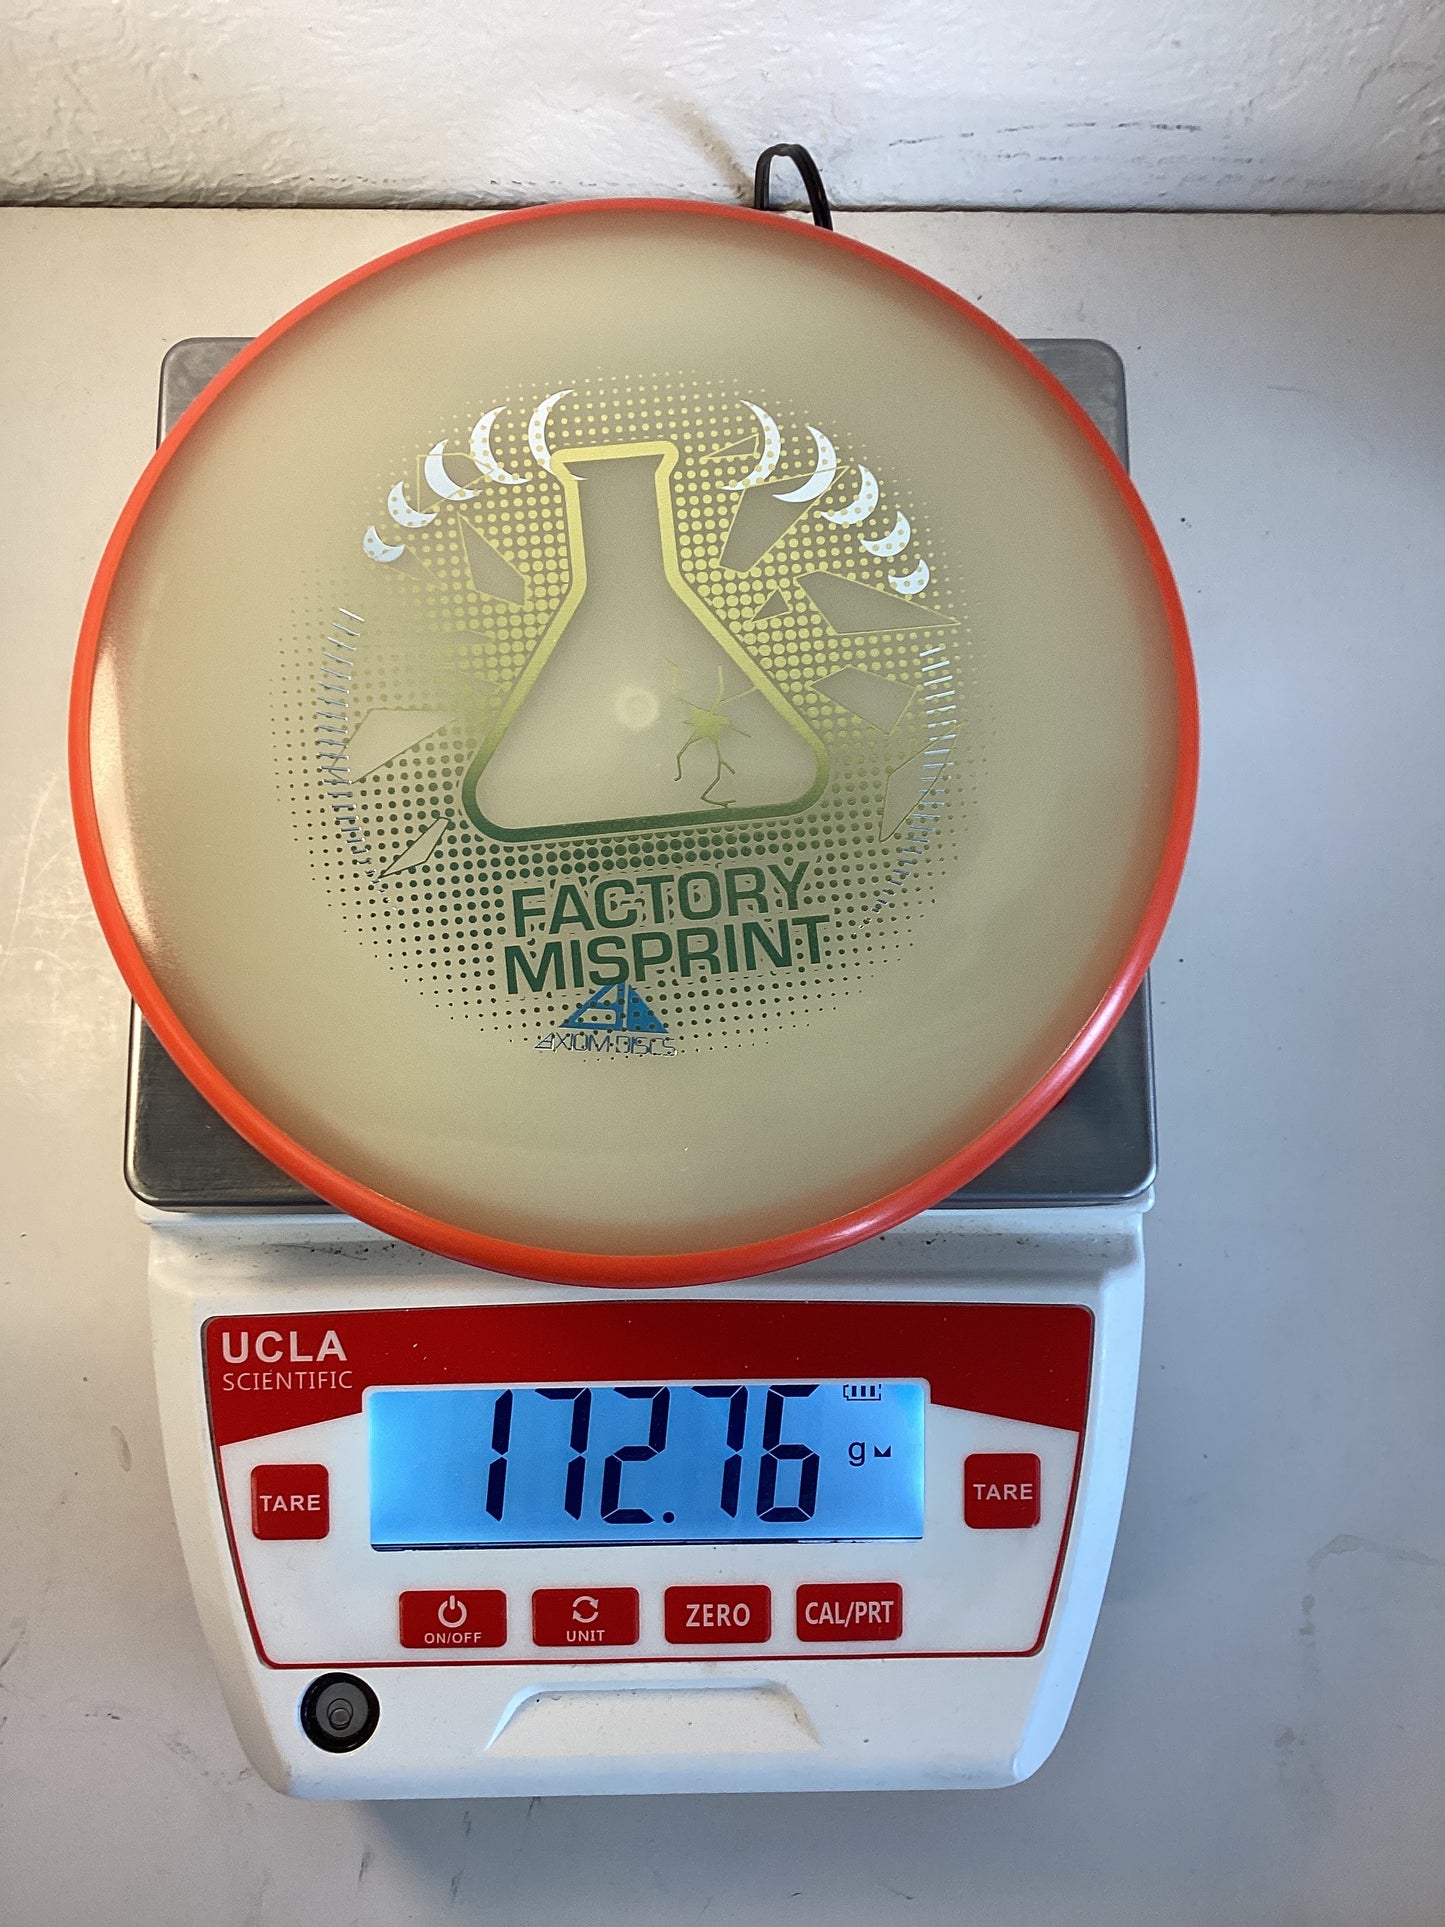 FACTORY
MISPRINT
AXIOM DISCS
UCLA
SCIENTIFIC
172.76 g
TARE
TARE
ON/OFF
UNIT
ZERO
CAL/PRT